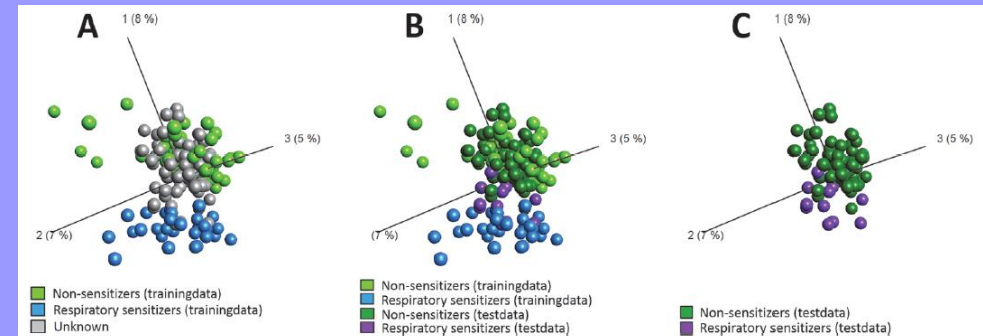 A
1 (8 %)
3 (5 %)
2 (7 %)
Non-sensitizers (trainingdata)
Respiratory sensitizers (trainingdata)
Unknown
B
1 (8 %)
3 (5 %)
(7 %)
Non-sensitizers (trainingdata)
Respiratory sensitizers (trainingdata)
Non-sensitizers (testdata)
Respiratory sensitizers (testdata)
C
1 (8 %)
3 (5 %)
2 (7 %)
Non-sensitizers (testdata)
Respiratory sensitizers (testdata)